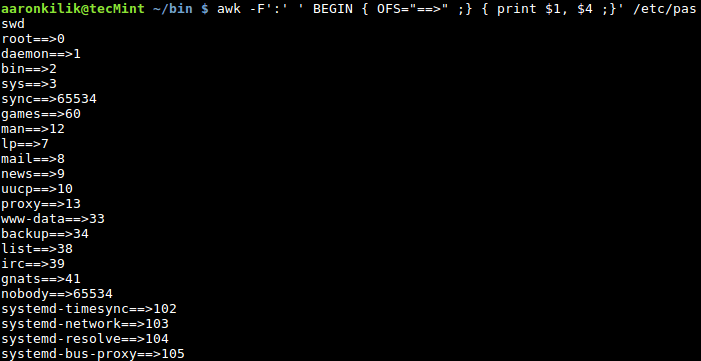 aaronkilik@tecMint ~/bin $ awk -F':' ' BEGIN { OFS="==>" ;} { print $1, $4 ;}' /etc/pas
swd
root==>0
daemon==>1
bin==>2
sys==>3
sync==>65534
games==>60
man==>12
lp==>7
mail==>8
news==>9
uucp==>10
proxy==>13
www-data==>33
backup==>34
list==>38
irc==>39
gnats==>41
nobody==>65534
systemd-timesync==>102
systemd-network==>103
systemd-resolve==>104
systemd-bus-proxy==>105